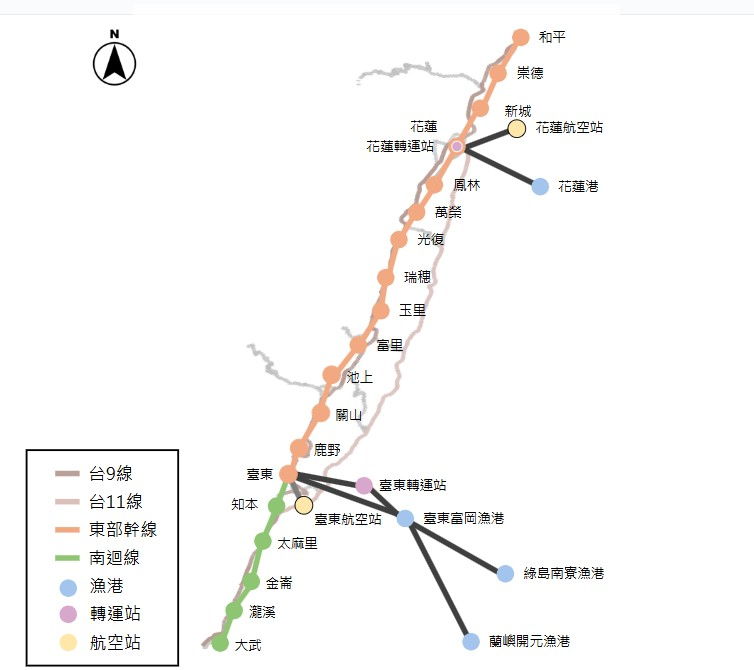 N
和平
崇德
新城
花蓮
花蓮航空站
花蓮轉運站
鳳林
花蓮港
萬榮
光復
瑞穗
玉里
富里
池上
關山
鹿野
臺東
臺東轉運站
知本
臺東航空站
臺東富岡漁港
太麻里
綠島南寮漁港
金崙
瀧溪
大武
蘭嶼開元漁港
台9線
台11線
東部幹線
南迴線
漁港
轉運站
航空站